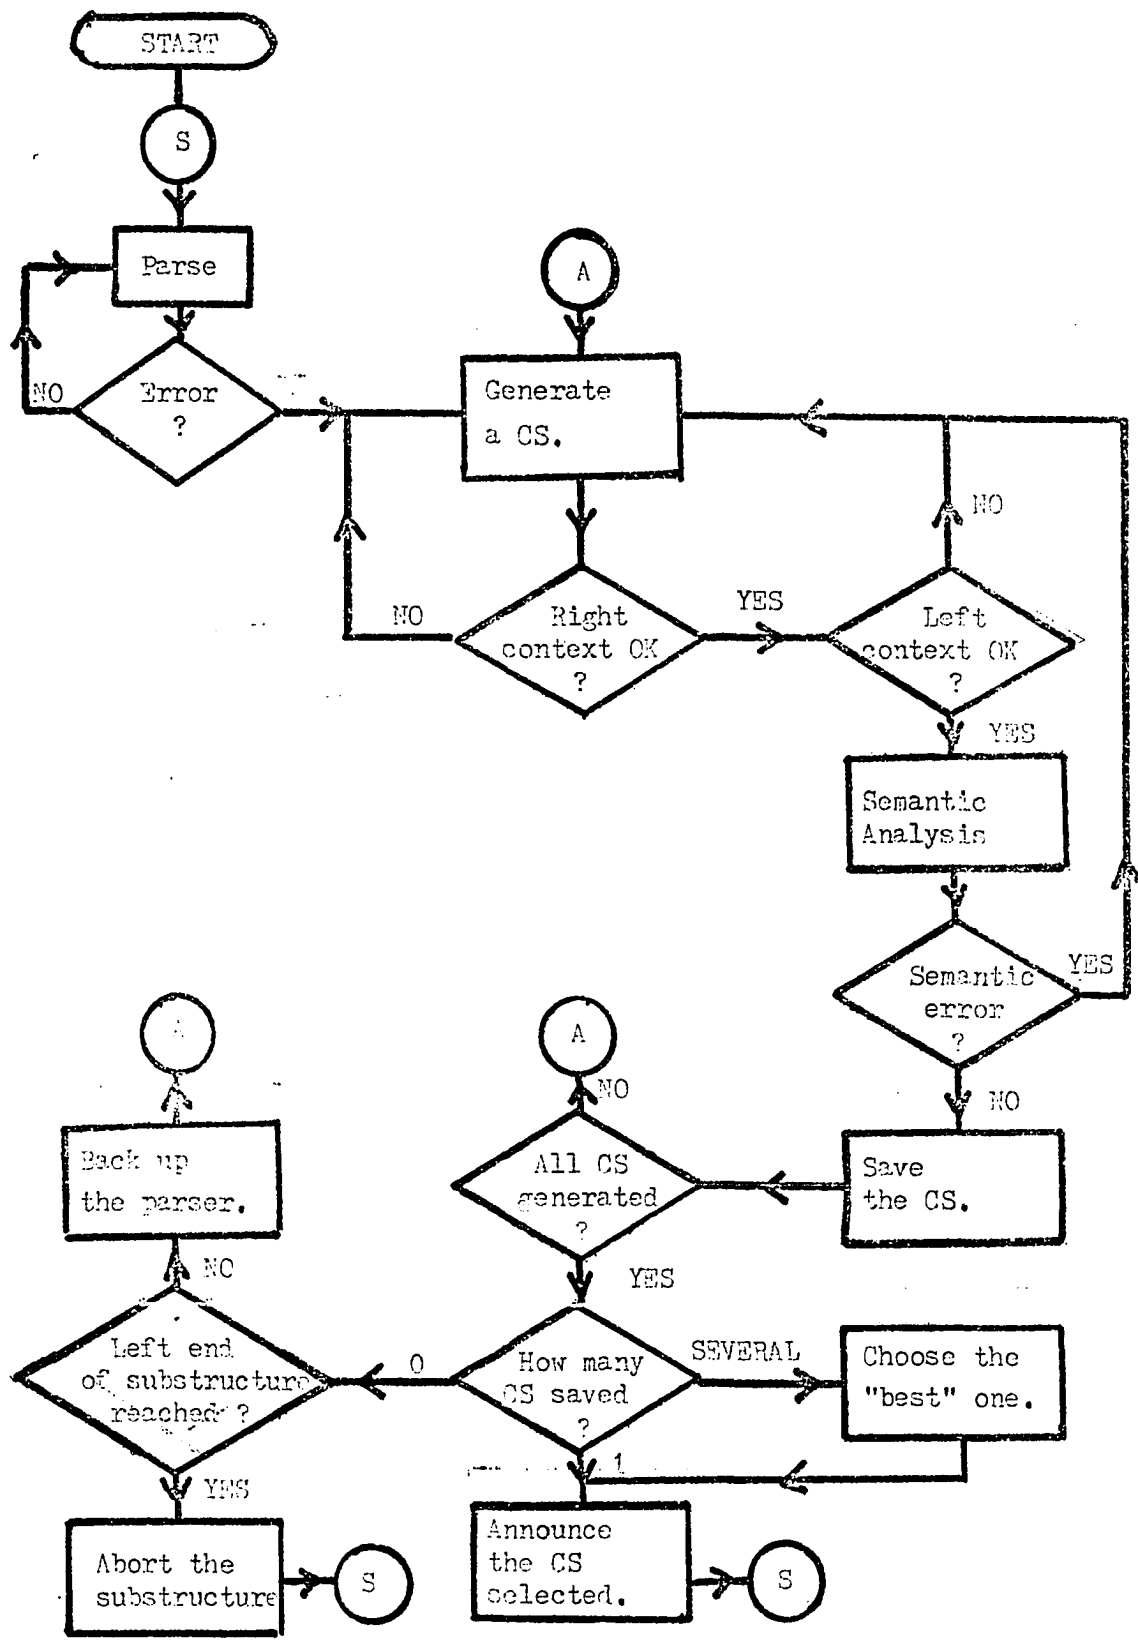 START
S
Parse
NO
Error
?
A
Generate
a CS.
NO
Right
context OK
?
YES
Left
context OK
?
NO
YES
Semantic
Analysis
Semantic
error
?
YES
NO
Save
the CS.
A
NO
All CS
generated
?
YES
How many
CS saved
?
SEVERAL
Choose the
"best" one.
1
Announce
the CS
selected.
S
0
Left end
of substructure
reached ?
NO
Back up
the parser.
A
YES
Abort the
substructure
S